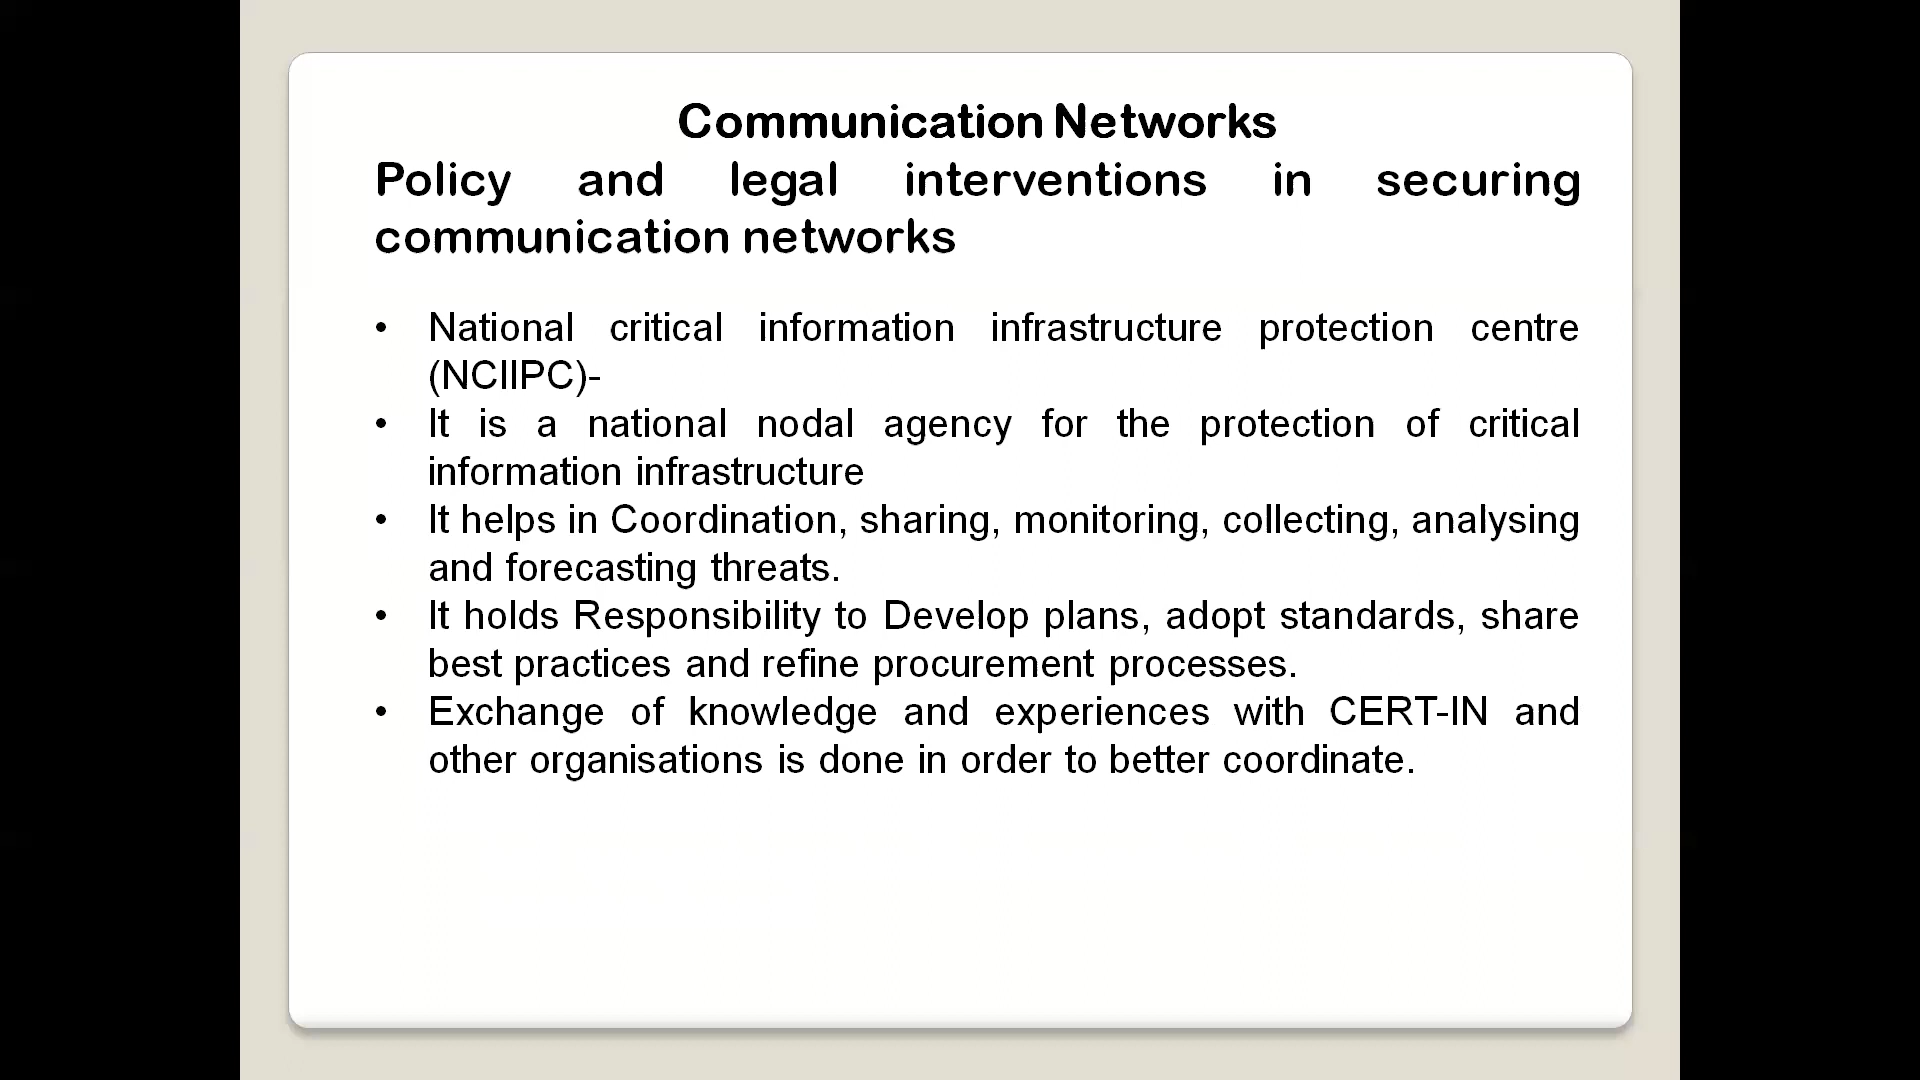 Communication Networks
Policy and legal interventions in securing
communication networks
• National critical information infrastructure protection centre
(NCIIPC)-
• It is a national nodal agency for the protection of critical
information infrastructure
• It helps in Coordination, sharing, monitoring, collecting, analysing
and forecasting threats.
• It holds Responsibility to Develop plans, adopt standards, share
best practices and refine procurement processes.
• Exchange of knowledge and experiences with CERT-IN and
other organisations is done in order to better coordinate.